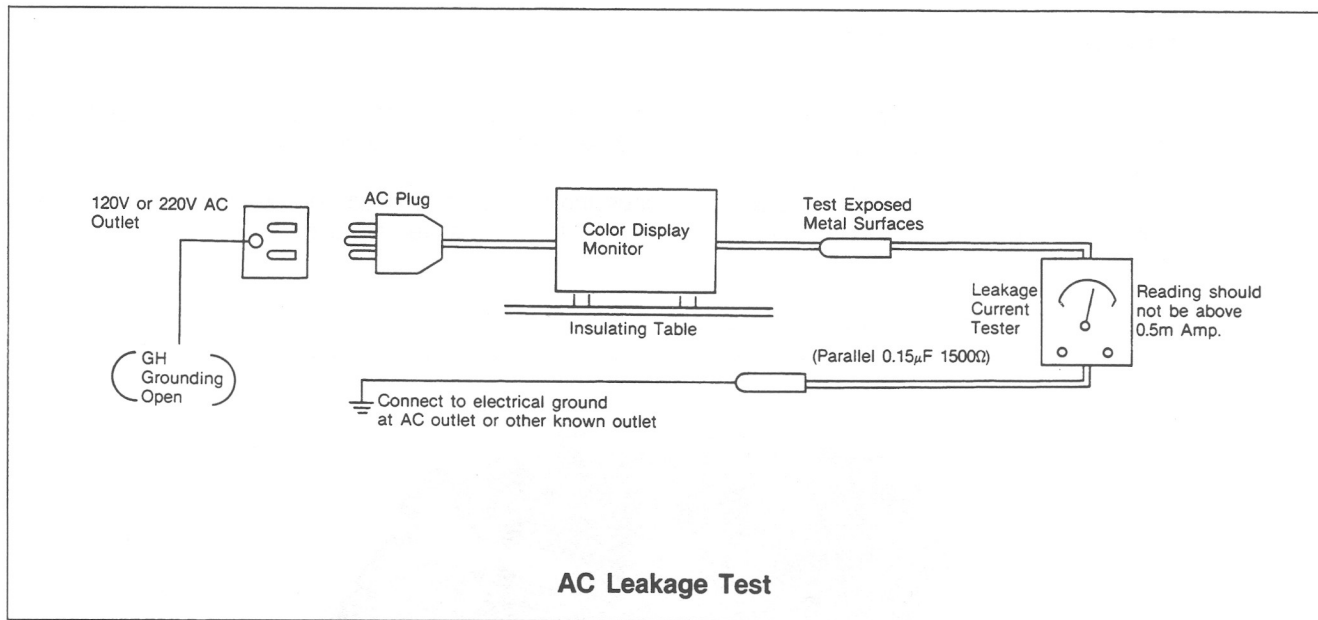 120V or 220V AC
Outlet
AC Plug
Color Display
Monitor
Test Exposed
Metal Surfaces
Leakage
Current
Tester
Reading should
not be above
0.5m Amp.
Insulating Table
(Parallel 0.15μF 1500Ω)
GH
Grounding
Open
Connect to electrical ground
at AC outlet or other known outlet
AC Leakage Test